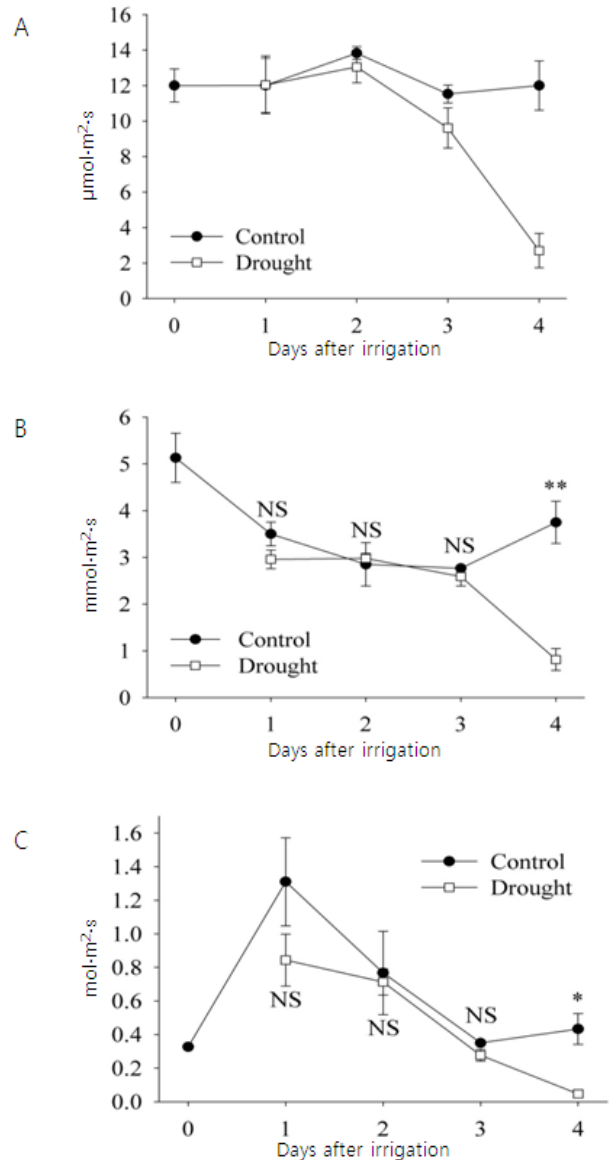 A
16
14
12
10
8
6
4
2
0
μmol·m²·s
Control
Drought
0 1 2 3 4
Days after irrigation
B
6
5
4
3
2
1
0
mmol·m²·s
NS NS NS **
Control
Drought
0 1 2 3 4
Days after irrigation
C
1.6
1.4
1.2
1.0
0.8
0.6
0.4
0.2
0.0
mol·m²·s
Control
Drought
NS NS NS *
0 1 2 3 4
Days after irrigation